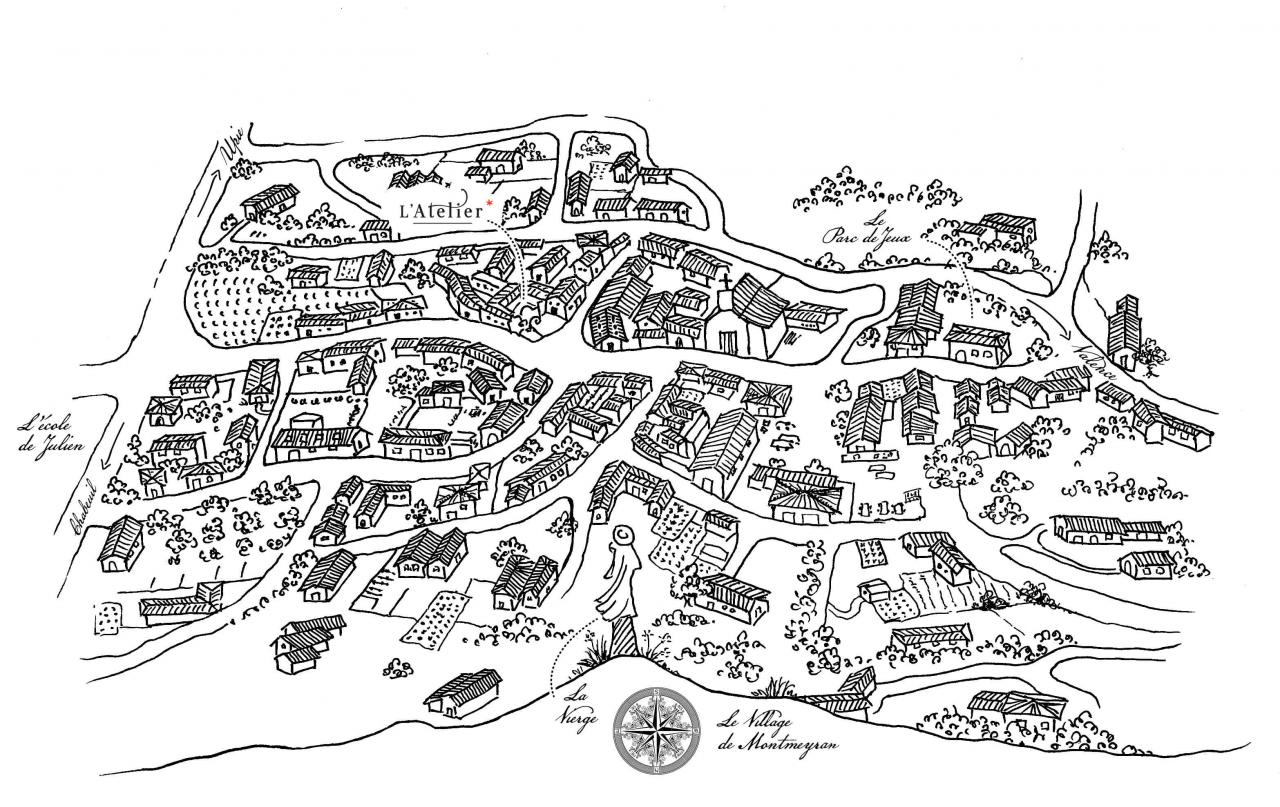 Upie
L'Atelier*
Le
Parc de Jeux
Valence
L'école
de Julien
Chabeuil
La
Vierge
Le Village
de Montmeyran